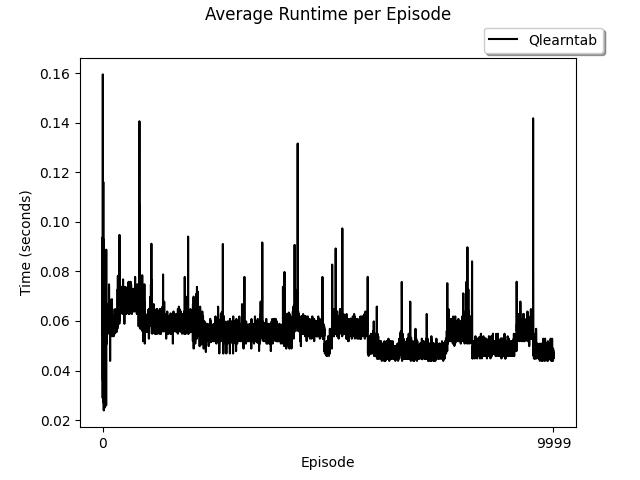 Average Runtime per Episode
Qlearntab
0.16
0.14
0.12
0.10
0.08
0.06
0.04
0.02
Time (seconds)
0 9999
Episode